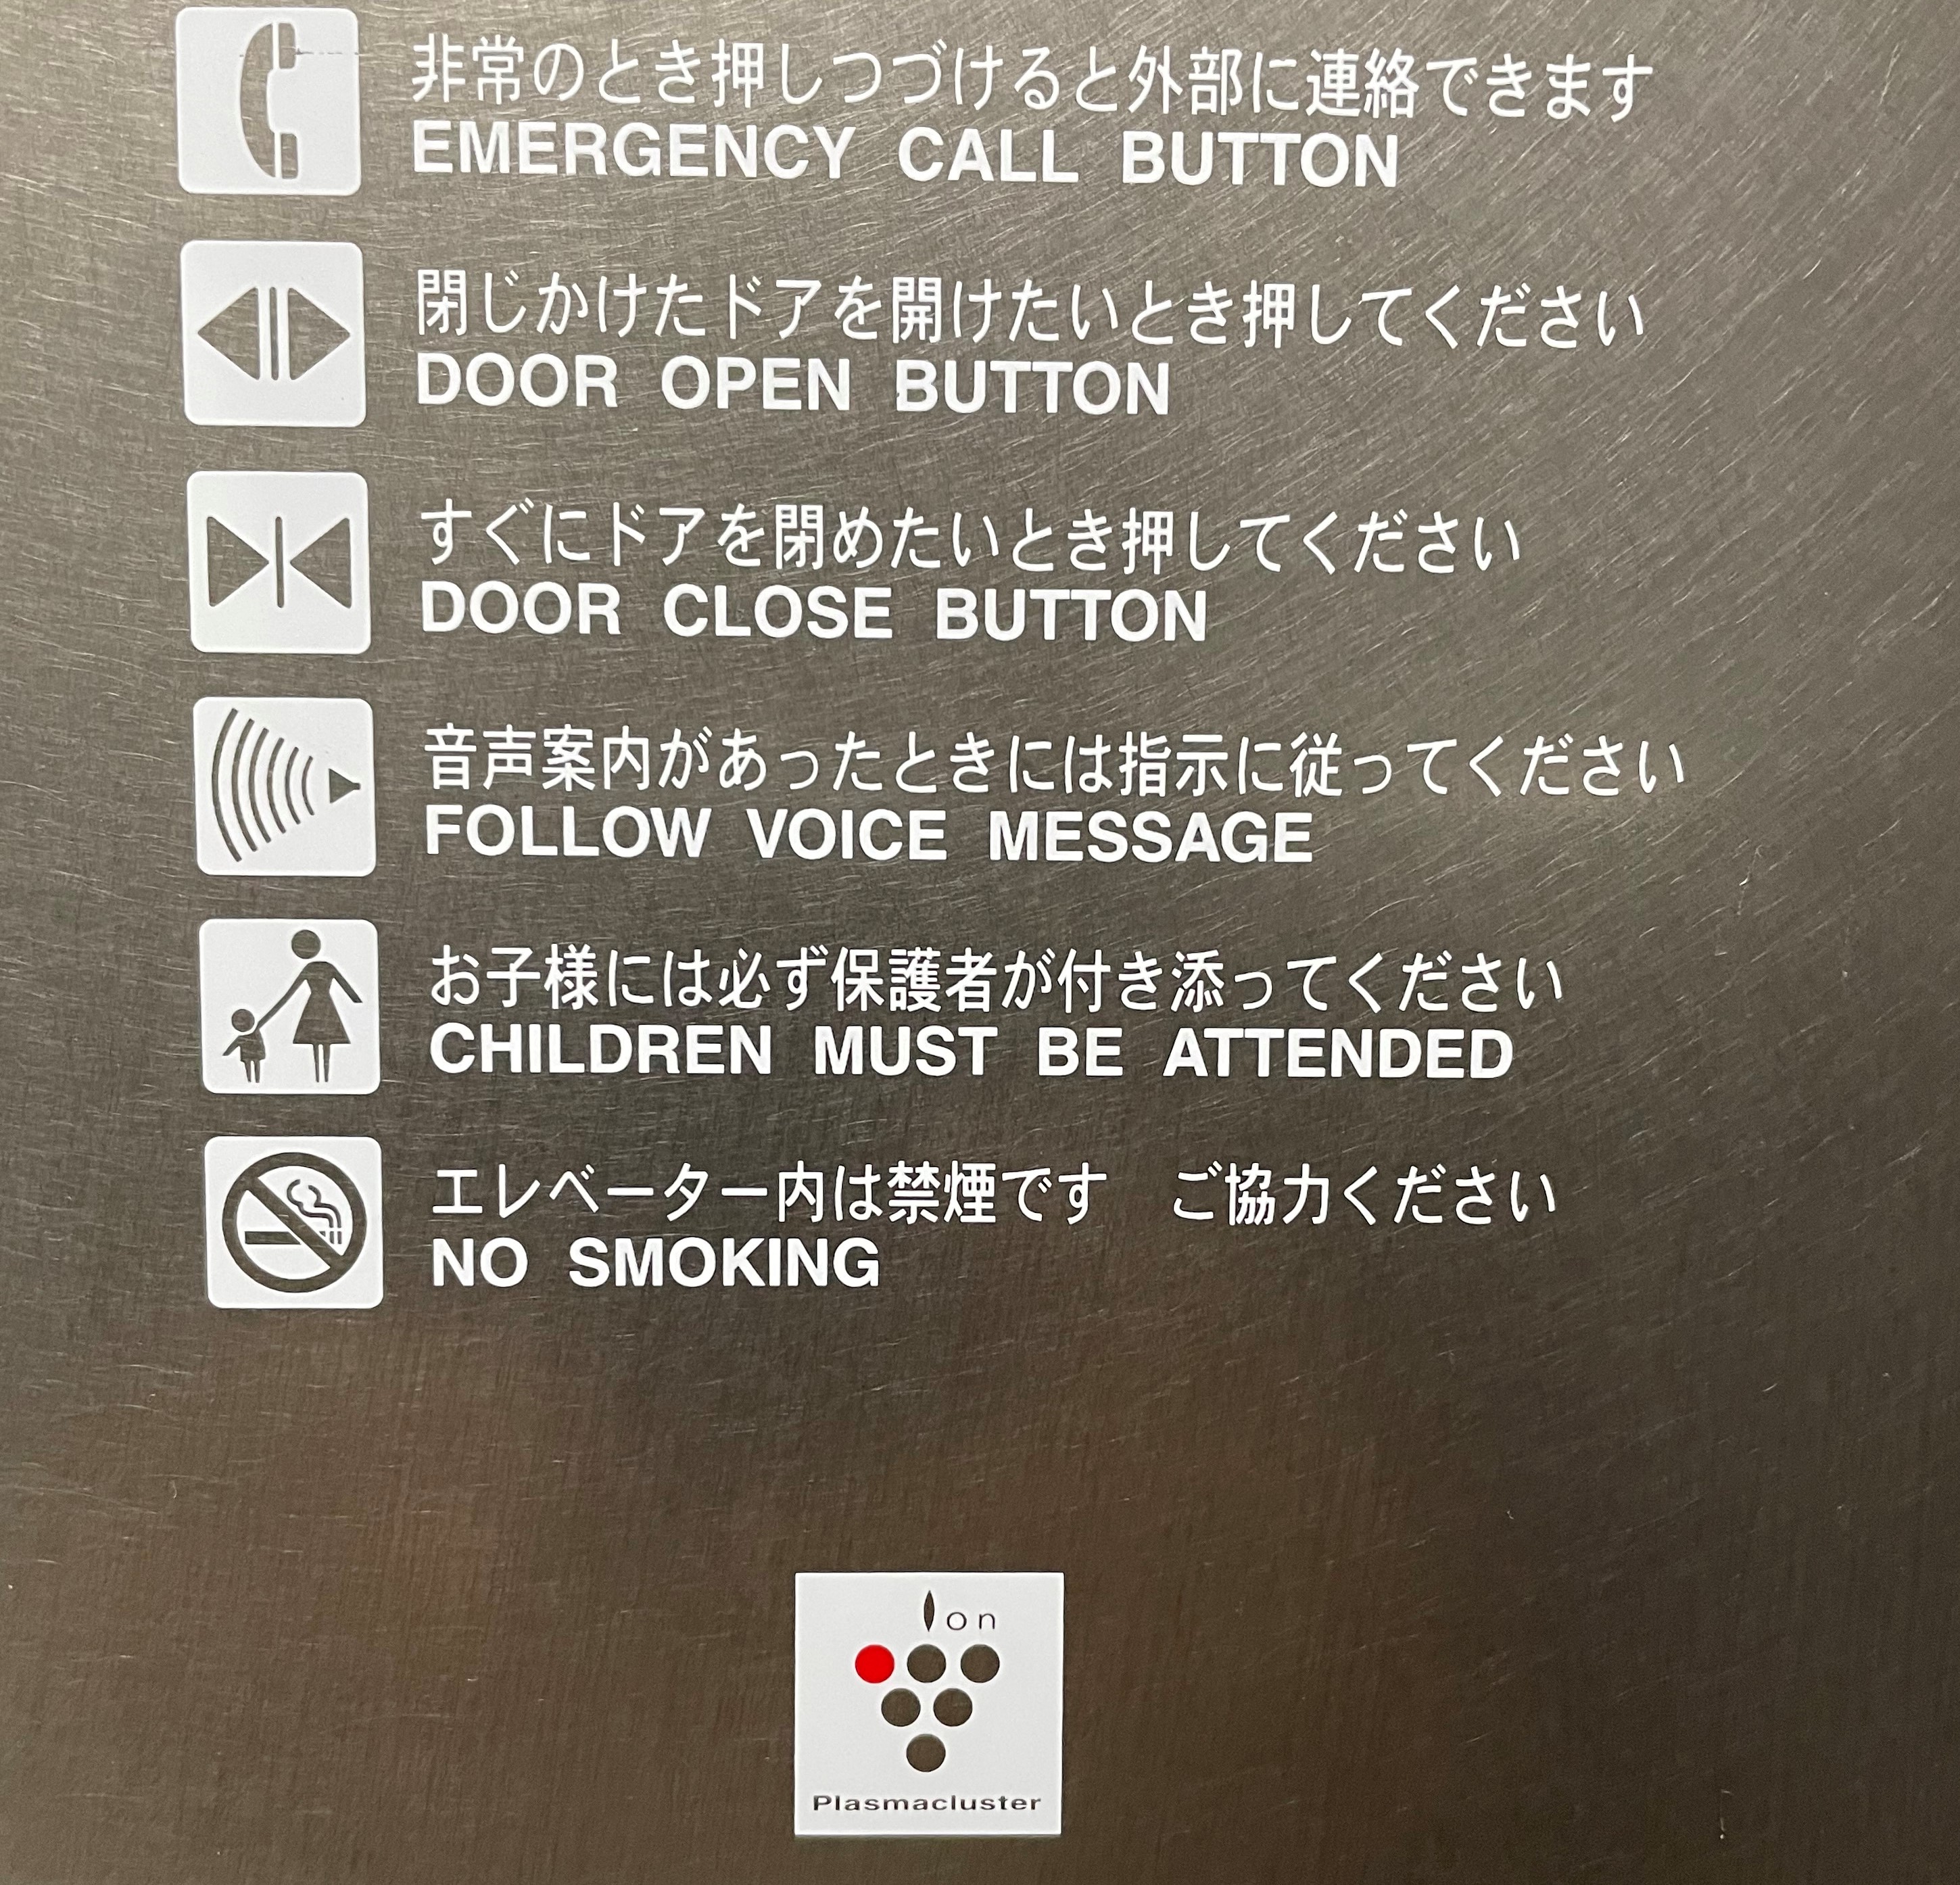 非常のとき押しつづけると外部に連絡できます
EMERGENCY CALL BUTTON
閉じかけたドアを開けたいとき押してください
DOOR OPEN BUTTON
すぐにドアを閉めたいとき押してください
DOOR CLOSE BUTTON
音声案内があったときには指示に従ってください
FOLLOW VOICE MESSAGE
お子様には必ず保護者が付き添ってください
CHILDREN MUST BE ATTENDED
エレベーター内は禁煙です　ご協力ください
NO SMOKING
Ion
Plasmacluster